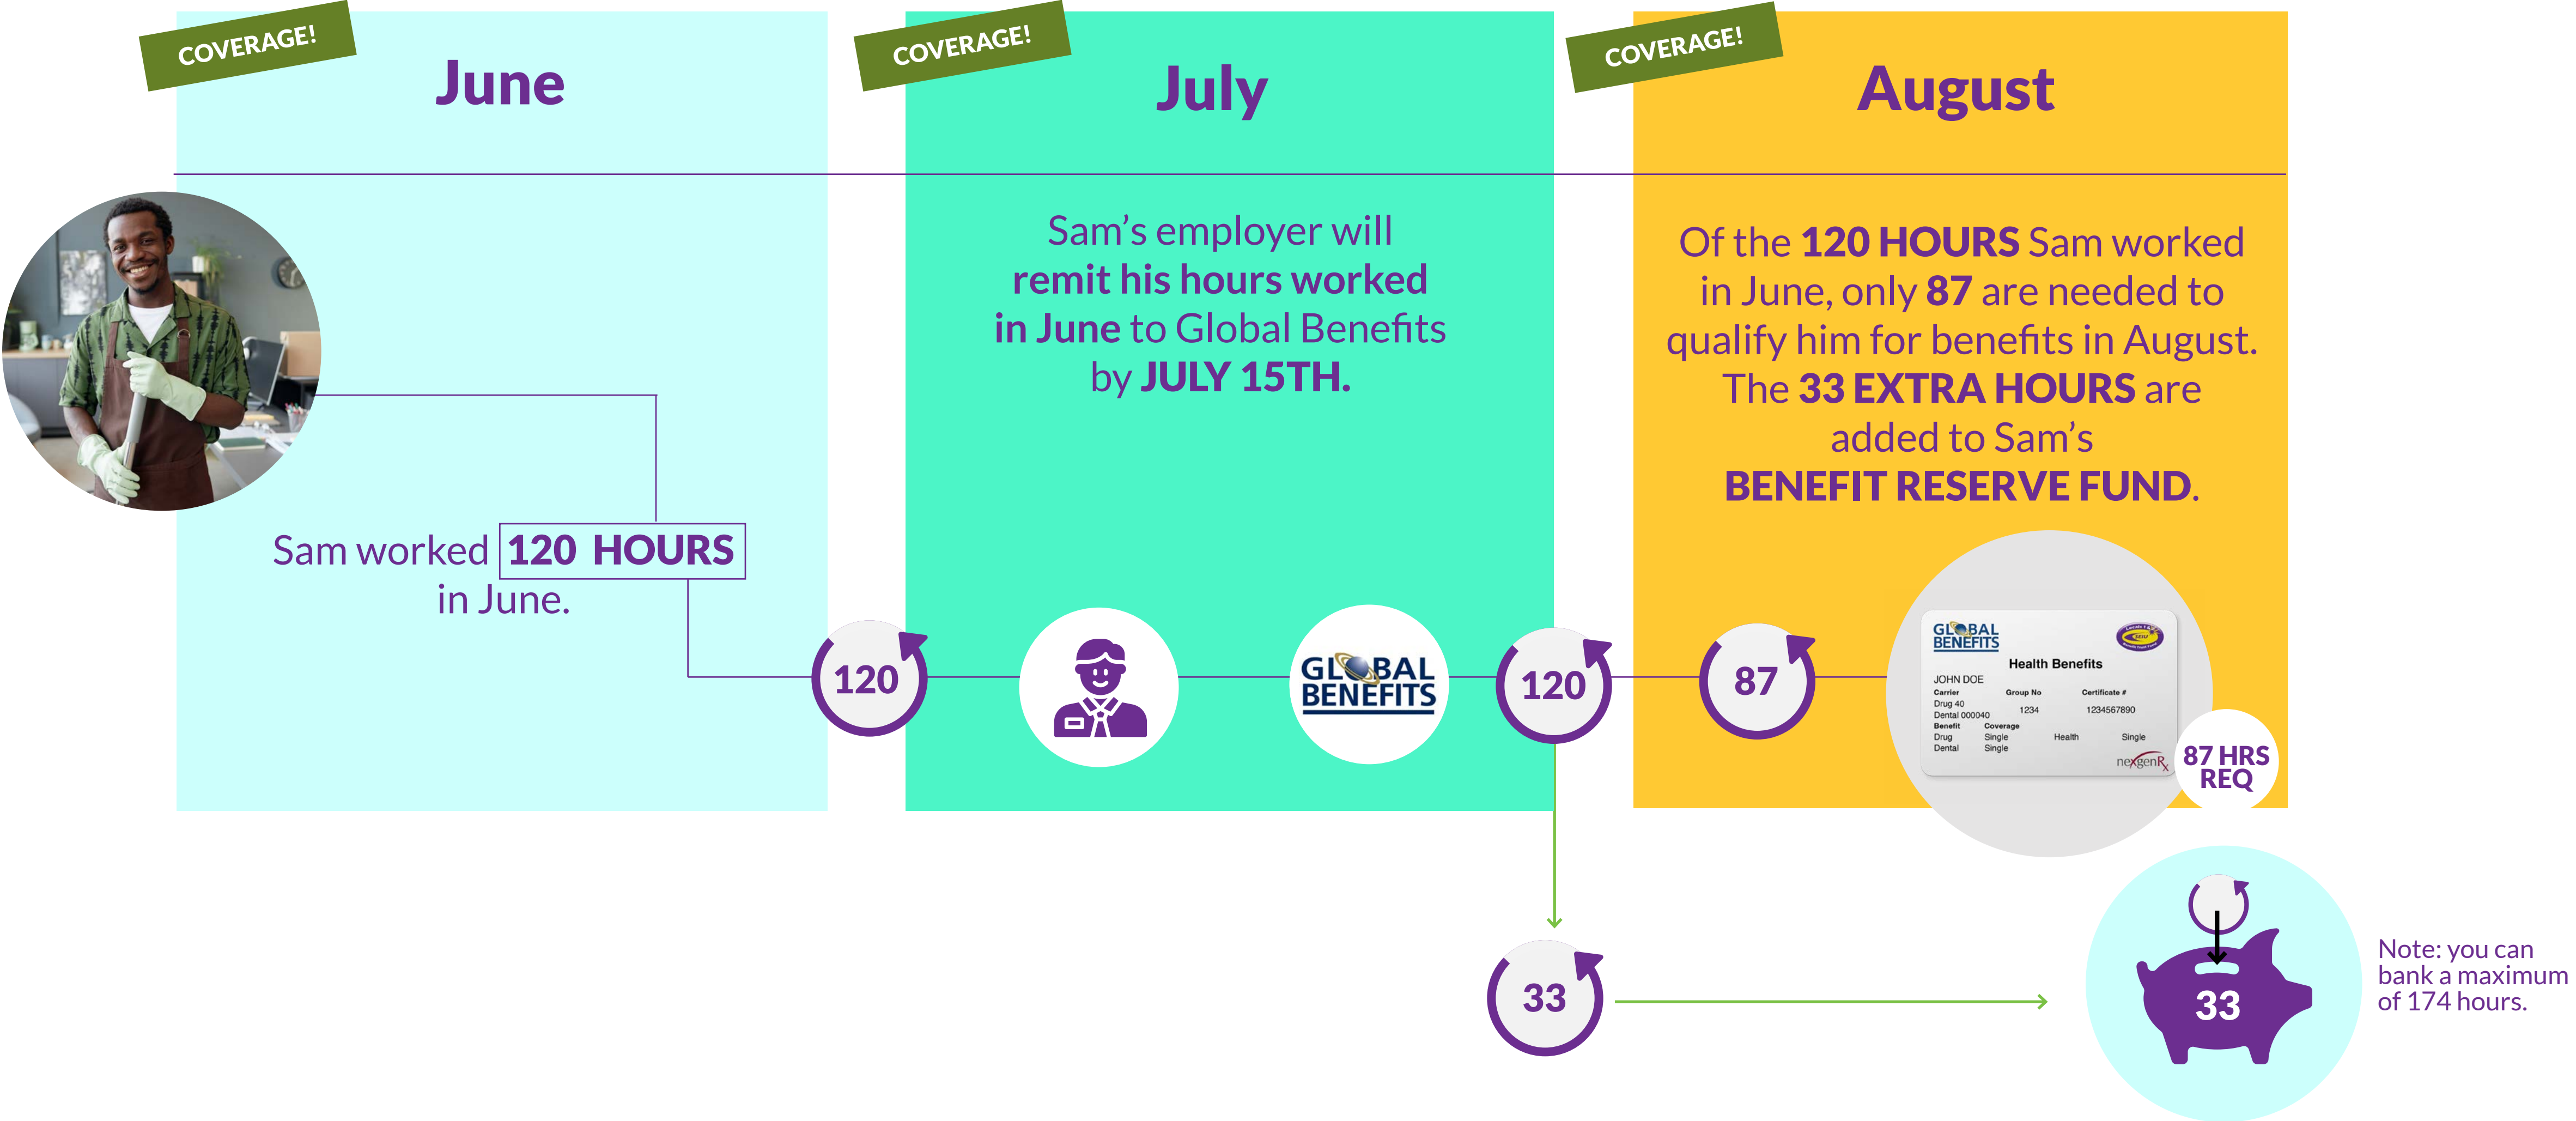 COVERAGE!
June
COVERAGE!
July
COVERAGE!
August
Sam worked 120 HOURS
in June.
120
Sam’s employer will
remit his hours worked
in June to Global Benefits
by JULY 15TH.
GLOBAL
BENEFITS
120
Of the 120 HOURS Sam worked
in June, only 87 are needed to
qualify him for benefits in August.
The 33 EXTRA HOURS are
added to Sam’s
BENEFIT RESERVE FUND.
87
GLOBAL
BENEFITS
SEIU
Health Benefits
JOHN DOE
Carrier Group No Certificate #
Drug 40
Dental 000040 1234 1234567890
Benefit Coverage
Drug Single Health Single
Dental Single
nexgenRx
87 HRS
REQ
33
33
Note: you can
bank a maximum
of 174 hours.